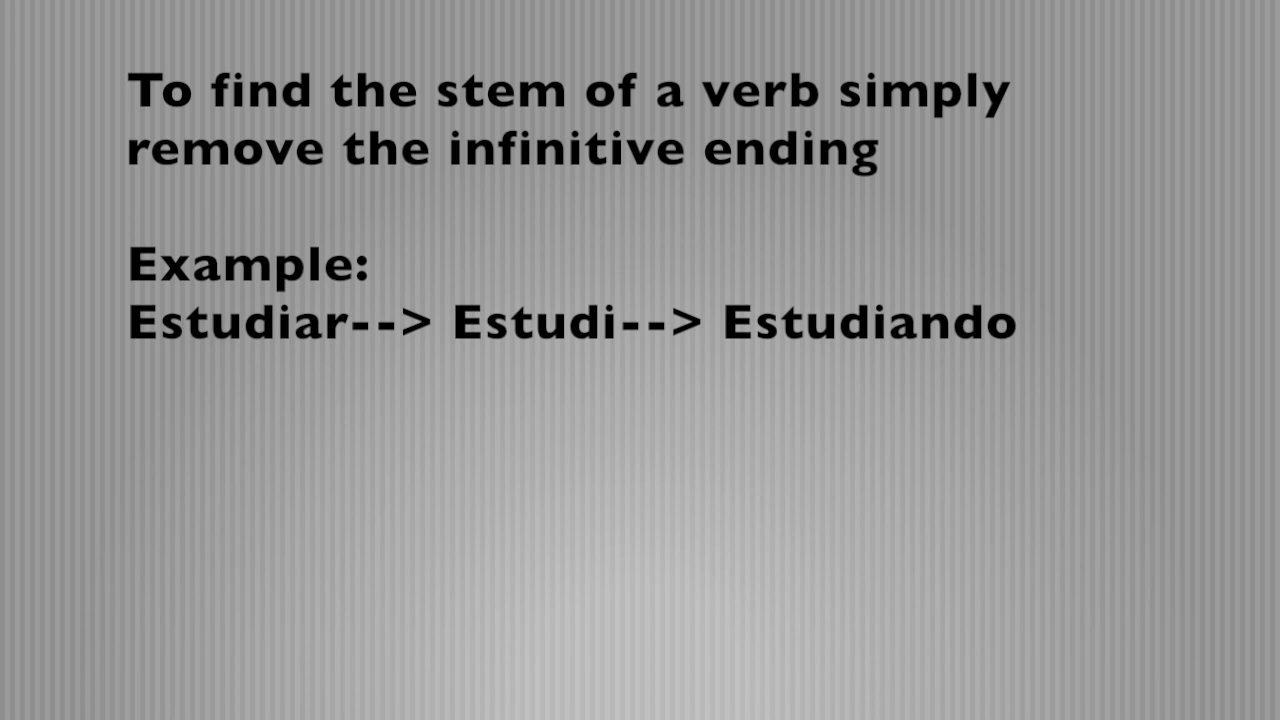 To find the stem of a verb simply
remove the infinitive ending
Example:
Estudiar--> Estudi--> Estudiando